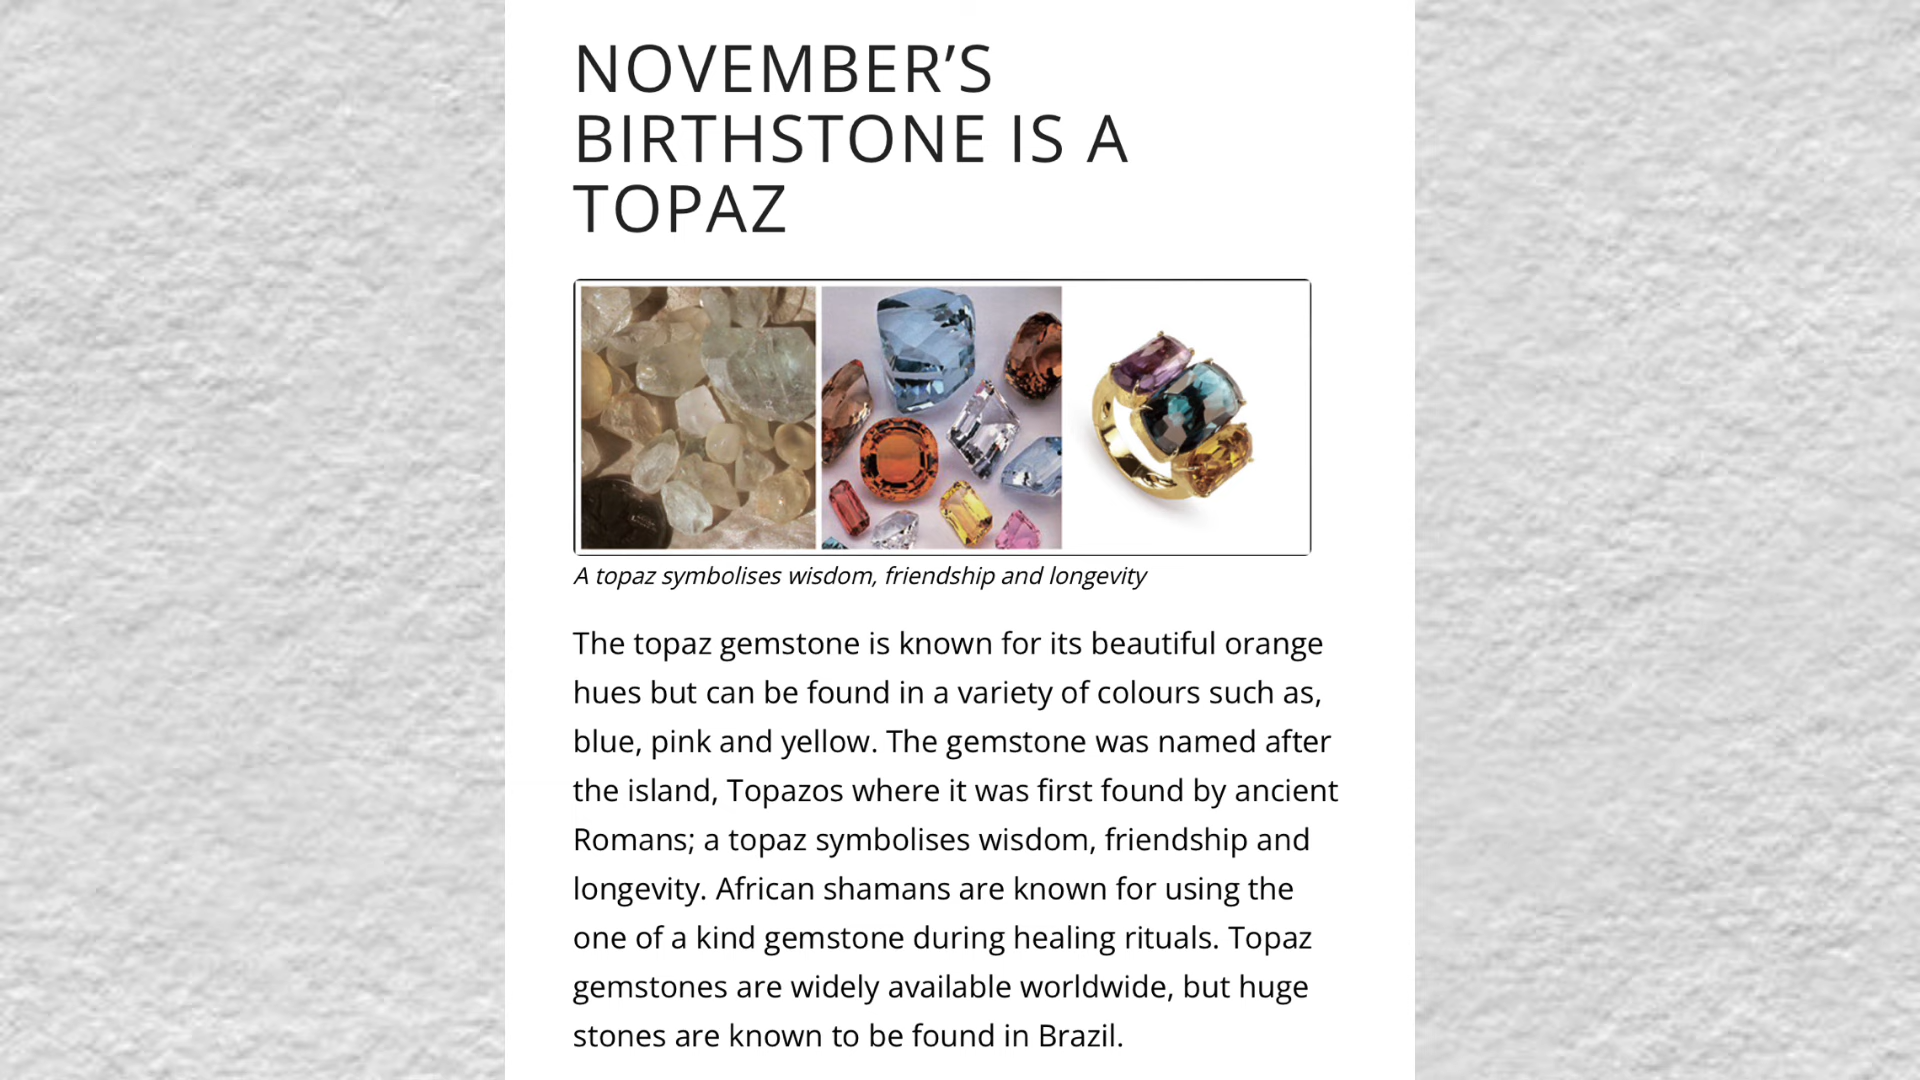 NOVEMBER’S
BIRTHSTONE IS A
TOPAZ
A topaz symbolises wisdom, friendship and longevity
The topaz gemstone is known for its beautiful orange
hues but can be found in a variety of colours such as,
blue, pink and yellow. The gemstone was named after
the island, Topazos where it was first found by ancient
Romans; a topaz symbolises wisdom, friendship and
longevity. African shamans are known for using the
one of a kind gemstone during healing rituals. Topaz
gemstones are widely available worldwide, but huge
stones are known to be found in Brazil.